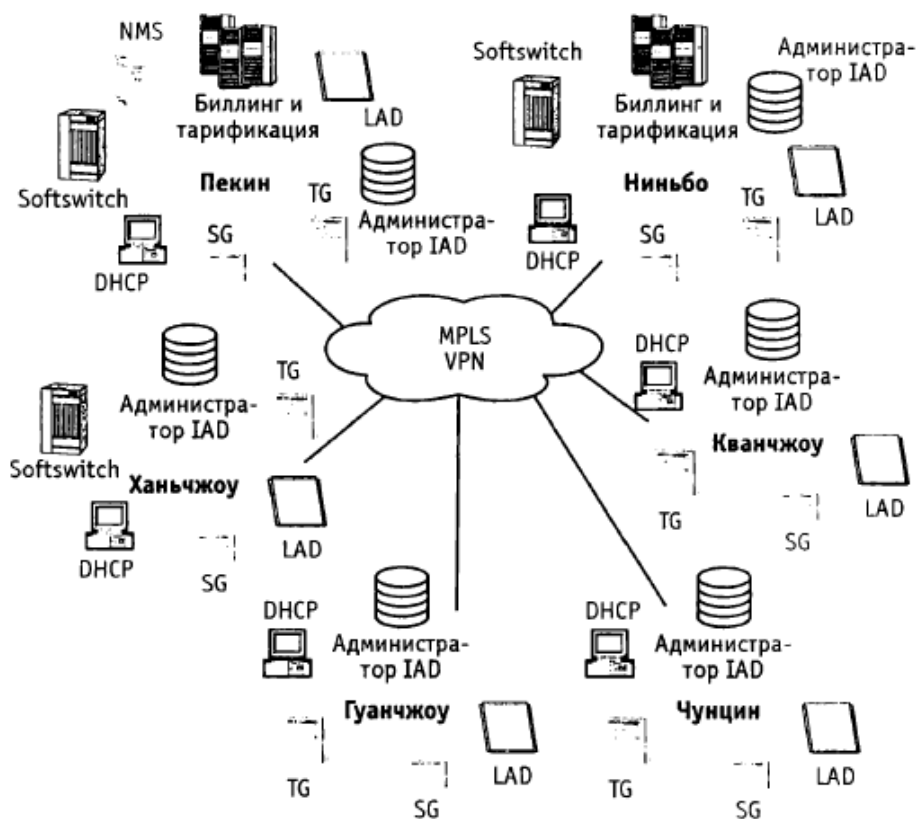 NMS
Биллинг и
тарификация
LAD
Softswitch
Пекин
TG
Администра-
тор IAD
SG
DHCP
Softswitch
Биллинг и
тарификация
Администра-
тор IAD
Ниньбо
TG
LAD
SG
DHCP
MPLS
VPN
Администра-
тор IAD
TG
Softswitch
Ханьчжоу
LAD
DHCP
SG
DHCP
Администра-
тор IAD
Кванчжоу
TG
LAD
SG
DHCP
Администра-
тор IAD
Гуанчжоу
TG
LAD
SG
DHCP
Администра-
тор IAD
Чунцин
TG
LAD
SG